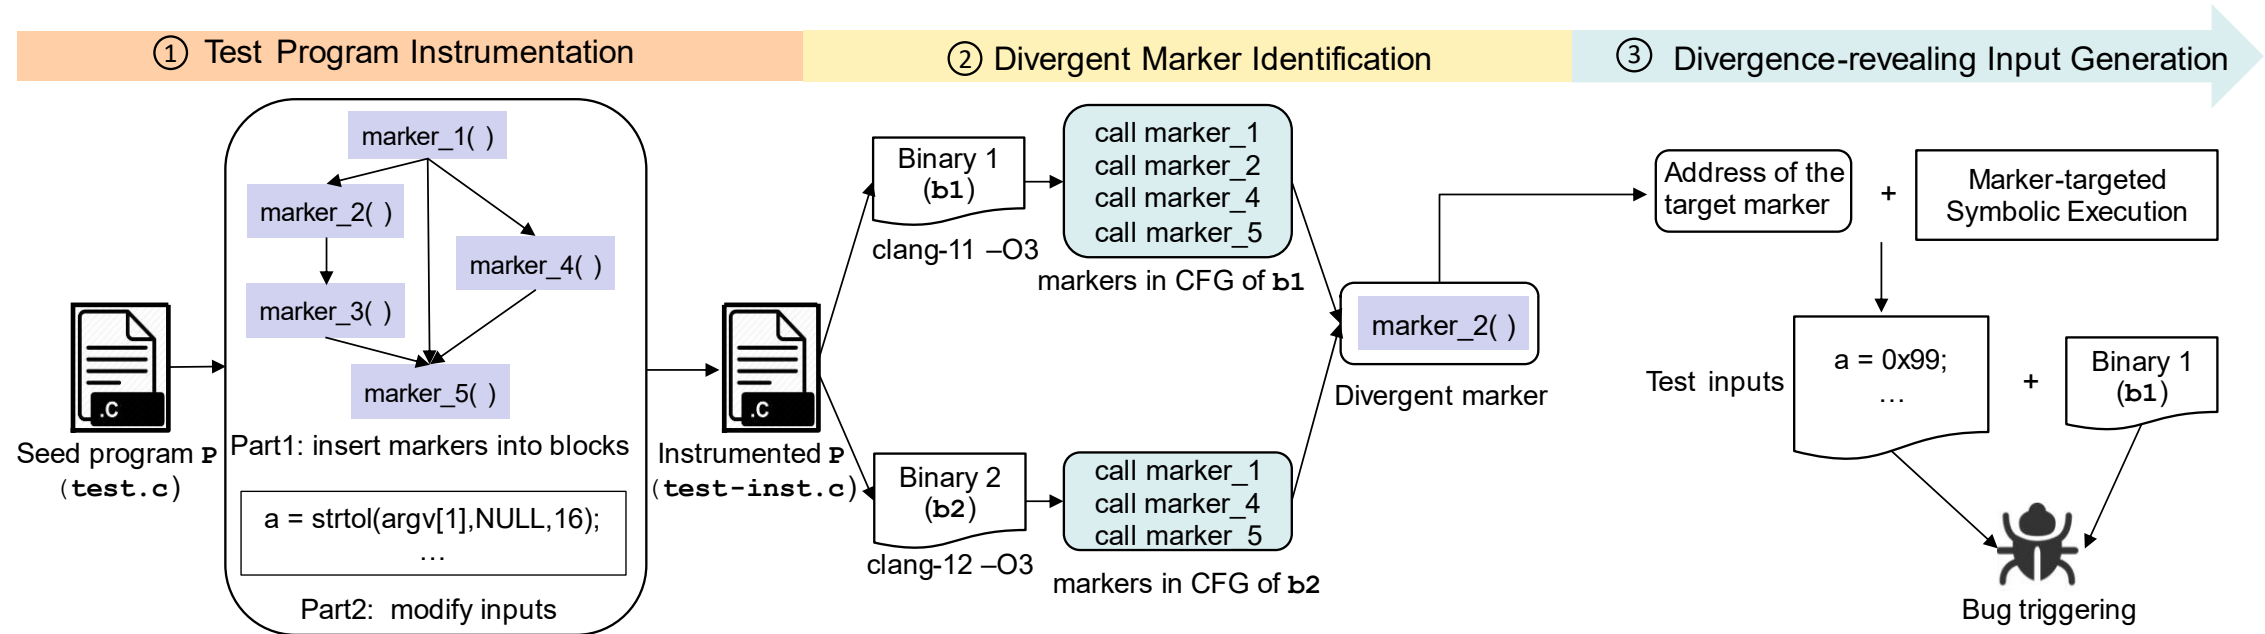 ① Test Program Instrumentation
② Divergent Marker Identification
③ Divergence-revealing Input Generation
marker_1( )
marker_2( )
marker_4( )
marker_3( )
marker_5( )
.C
Seed program P
(test.c)
Part1: insert markers into blocks
a = strtol(argv[1],NULL,16);
…
Part2: modify inputs
.C
Instrumented P
(test-inst.c)
Binary 1
(b1)
clang-11 –O3
call marker_1
call marker_2
call marker_4
call marker_5
markers in CFG of b1
Binary 2
(b2)
clang-12 –O3
call marker_1
call marker_4
call marker_5
markers in CFG of b2
marker_2( )
Divergent marker
Address of the
target marker
+
Marker-targeted
Symbolic Execution
Test inputs
a = 0x99;
…
+
Binary 1
(b1)
Bug triggering